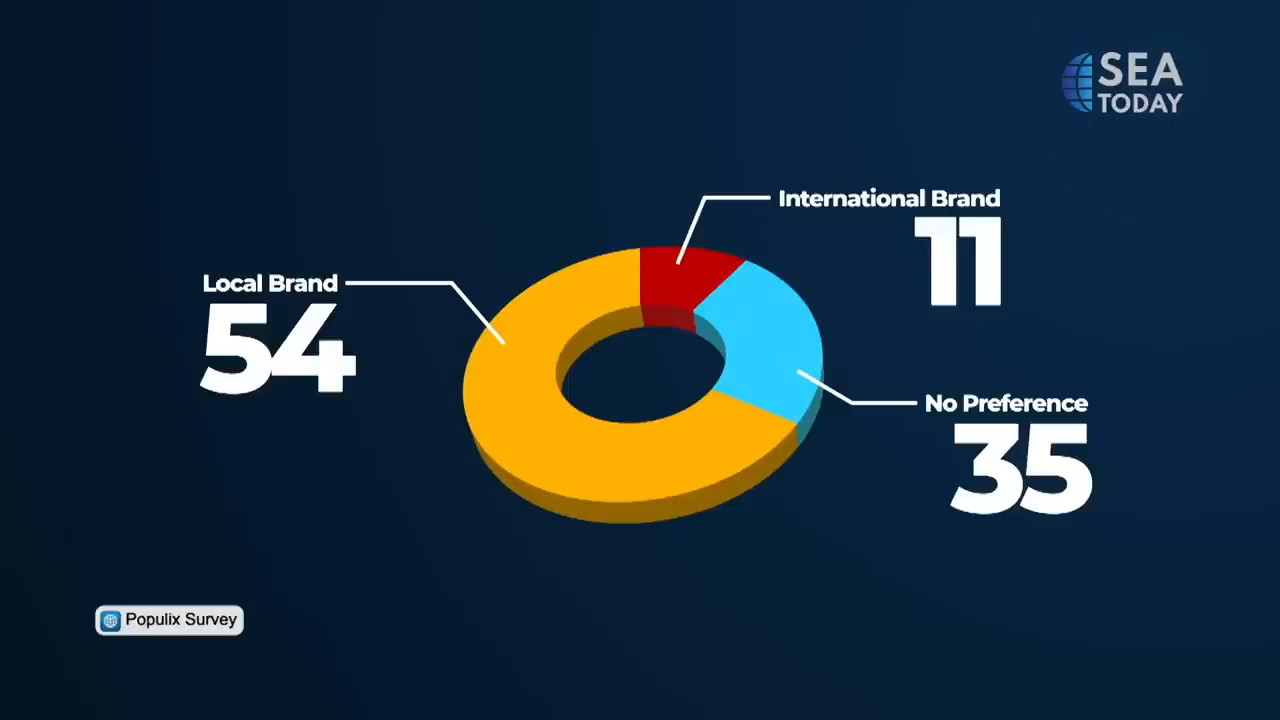 SEA
TODAY
International Brand
11
Local Brand
54
No Preference
35
Populix Survey